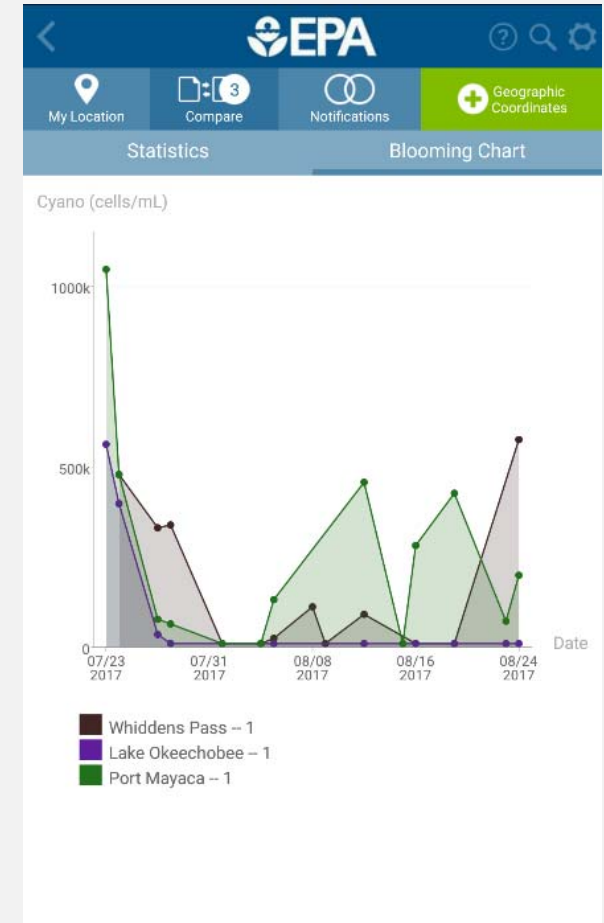 EPA
?
My Location
3
Compare
Notifications
Geographic
Coordinates
Statistics
Blooming Chart
Cyano (cells/mL)
1000k
500k
0
07/23
2017
07/31
2017
08/08
2017
08/16
2017
08/24
2017
Date
Whiddens Pass -- 1
Lake Okeechobee -- 1
Port Mayaca -- 1